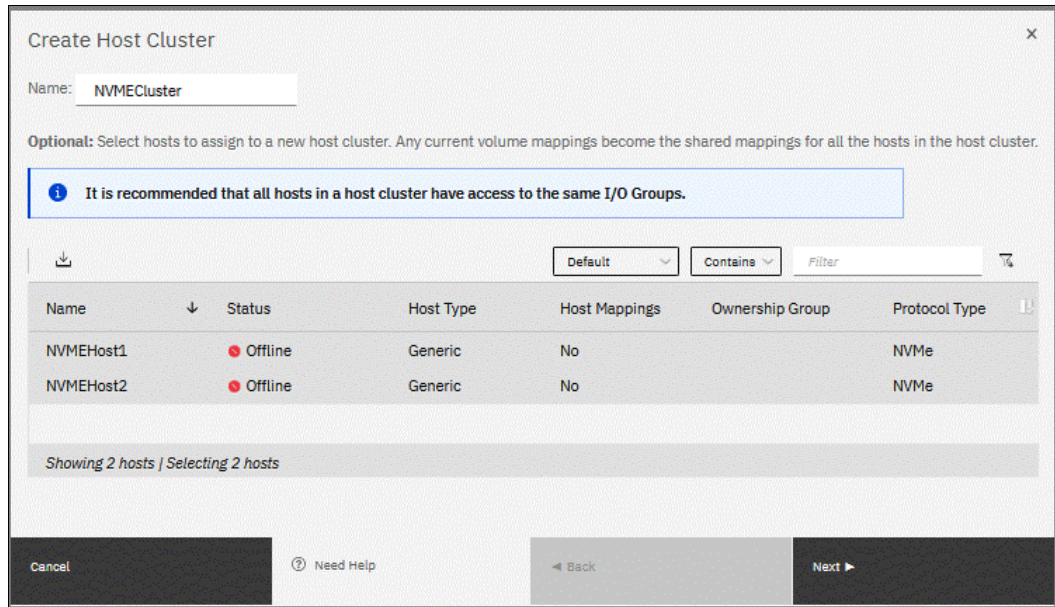 Create Host Cluster
Name: NVMECluster
Optional: Select hosts to assign to a new host cluster. Any current volume mappings become the shared mappings for all the hosts in the host cluster.
It is recommended that all hosts in a host cluster have access to the same I/O Groups.
Default Contains Filter
Name Status Host Type Host Mappings Ownership Group Protocol Type
NVMEHost1 Offline Generic No NVMe
NVMEHost2 Offline Generic No NVMe
Showing 2 hosts | Selecting 2 hosts
Cancel Need Help ◄ Back Next ►